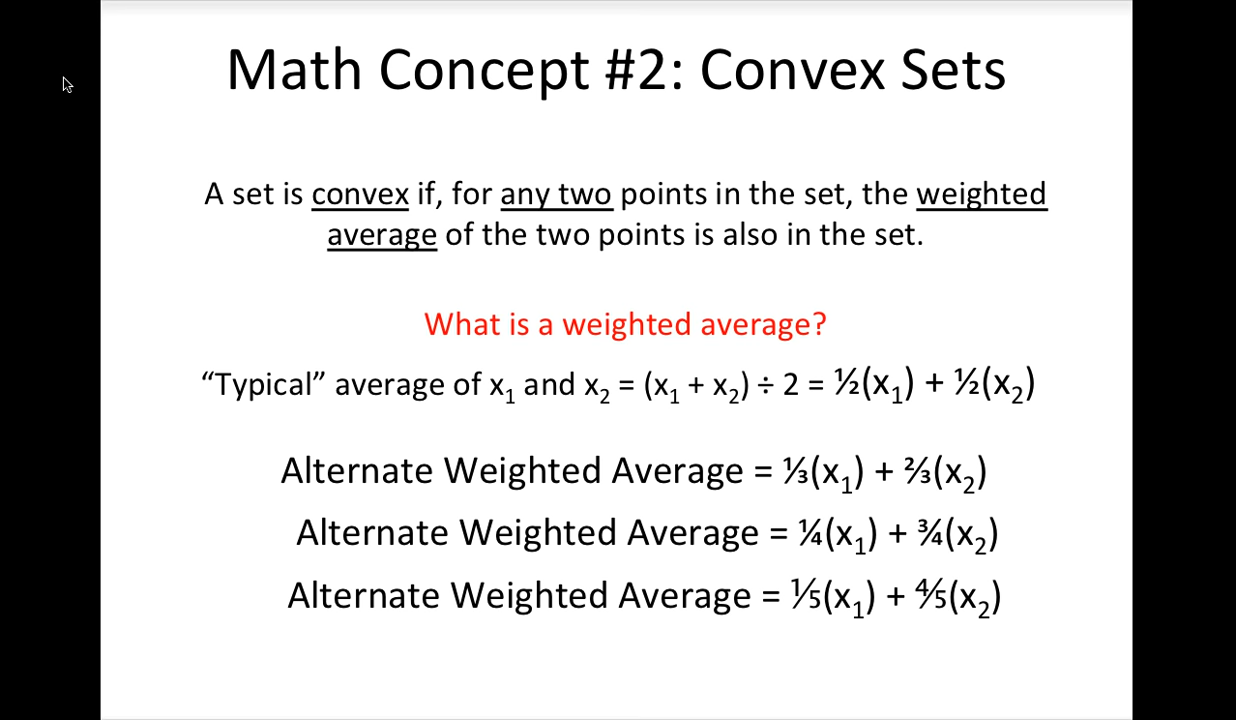 Math Concept #2: Convex Sets
A set is convex if, for any two points in the set, the weighted
average of the two points is also in the set.
What is a weighted average?
“Typical” average of x₁ and x₂ = (x₁ + x₂) ÷ 2 = ½(x₁) + ½(x₂)
Alternate Weighted Average = ⅓(x₁) + ⅔(x₂)
Alternate Weighted Average = ¼(x₁) + ¾(x₂)
Alternate Weighted Average = ⅕(x₁) + ⅘(x₂)